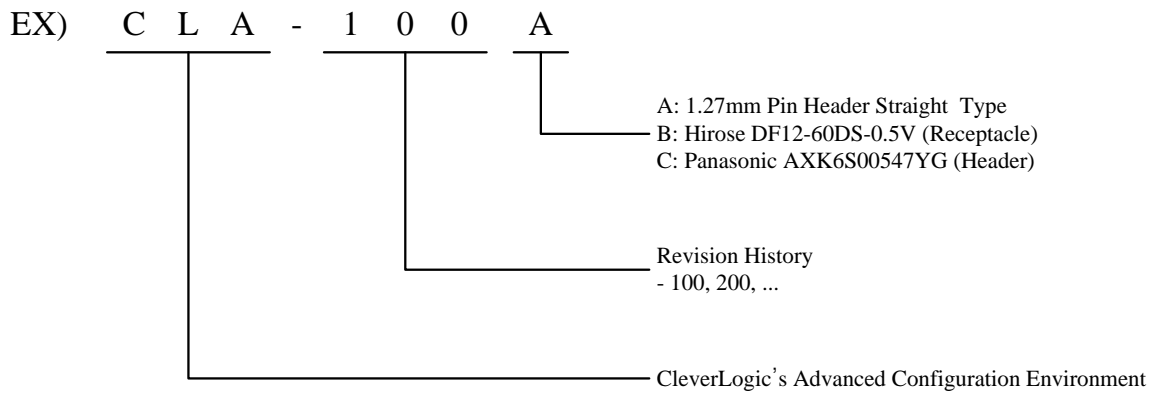 EX) C L A - 1 0 0 A
A: 1.27mm Pin Header Straight Type
B: Hirose DF12-60DS-0.5V (Receptacle)
C: Panasonic AXK6S00547YG (Header)
Revision History
- 100, 200, ...
CleverLogic’s Advanced Configuration Environment